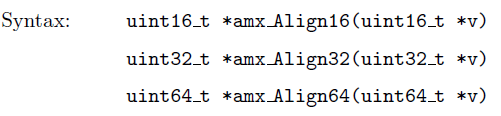 Syntax: uint16_t *amx_Align16(uint16_t *v)
uint32_t *amx_Align32(uint32_t *v)
uint64_t *amx_Align64(uint64_t *v)